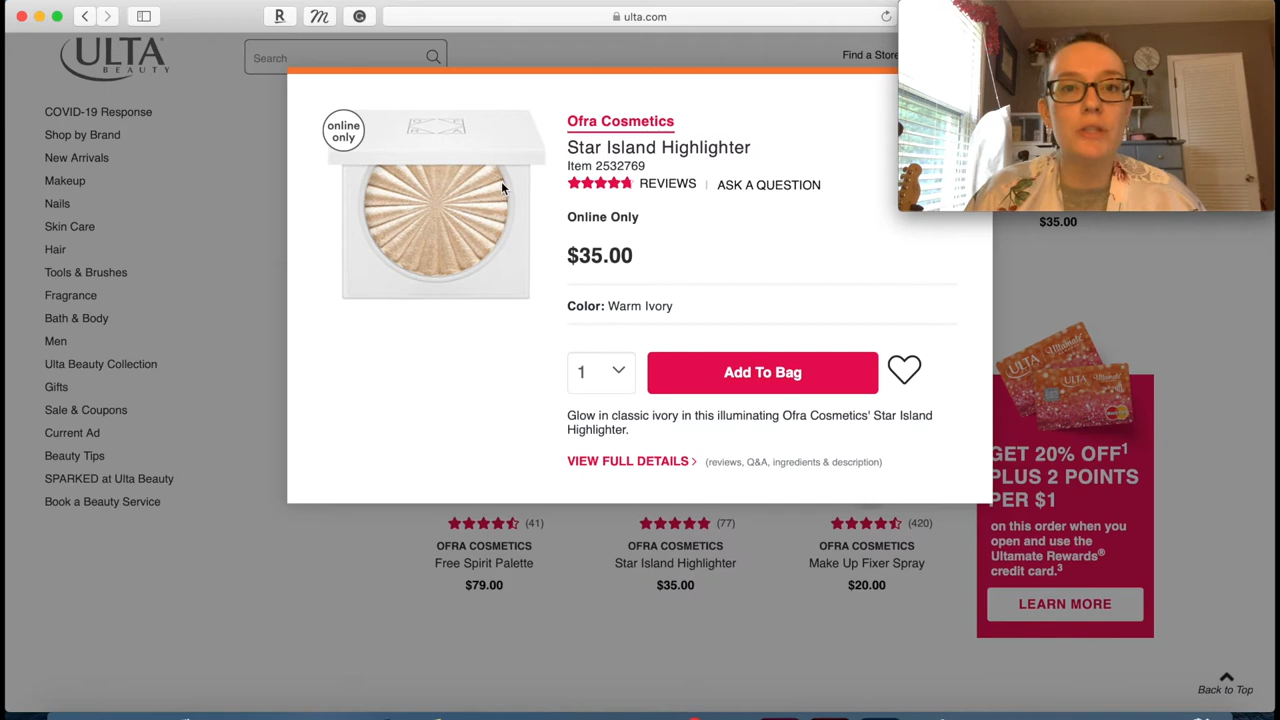 ulta.com
ULTA
BEAUTY
Search
Find a Store
COVID-19 Response
Shop by Brand
New Arrivals
Makeup
Nails
Skin Care
Hair
Tools & Brushes
Fragrance
Bath & Body
Men
Ulta Beauty Collection
Gifts
Sale & Coupons
Current Ad
Beauty Tips
SPARKED at Ulta Beauty
Book a Beauty Service
online
only
Ofra Cosmetics
Star Island Highlighter
Item 2532769
REVIEWS | ASK A QUESTION
Online Only
$35.00
Color: Warm Ivory
1
Add To Bag
Glow in classic ivory in this illuminating Ofra Cosmetics' Star Island
Highlighter.
VIEW FULL DETAILS > (reviews, Q&A, ingredients & description)
$35.00
(41)
OFRA COSMETICS
Free Spirit Palette
$79.00
(77)
OFRA COSMETICS
Star Island Highlighter
$35.00
(420)
OFRA COSMETICS
Make Up Fixer Spray
$20.00
ULTA
ULTA
GET 20% OFF1
PLUS 2 POINTS
PER $1
on this order when you
open and use the
Ultamate Rewards®
credit card.3
LEARN MORE
Back to Top